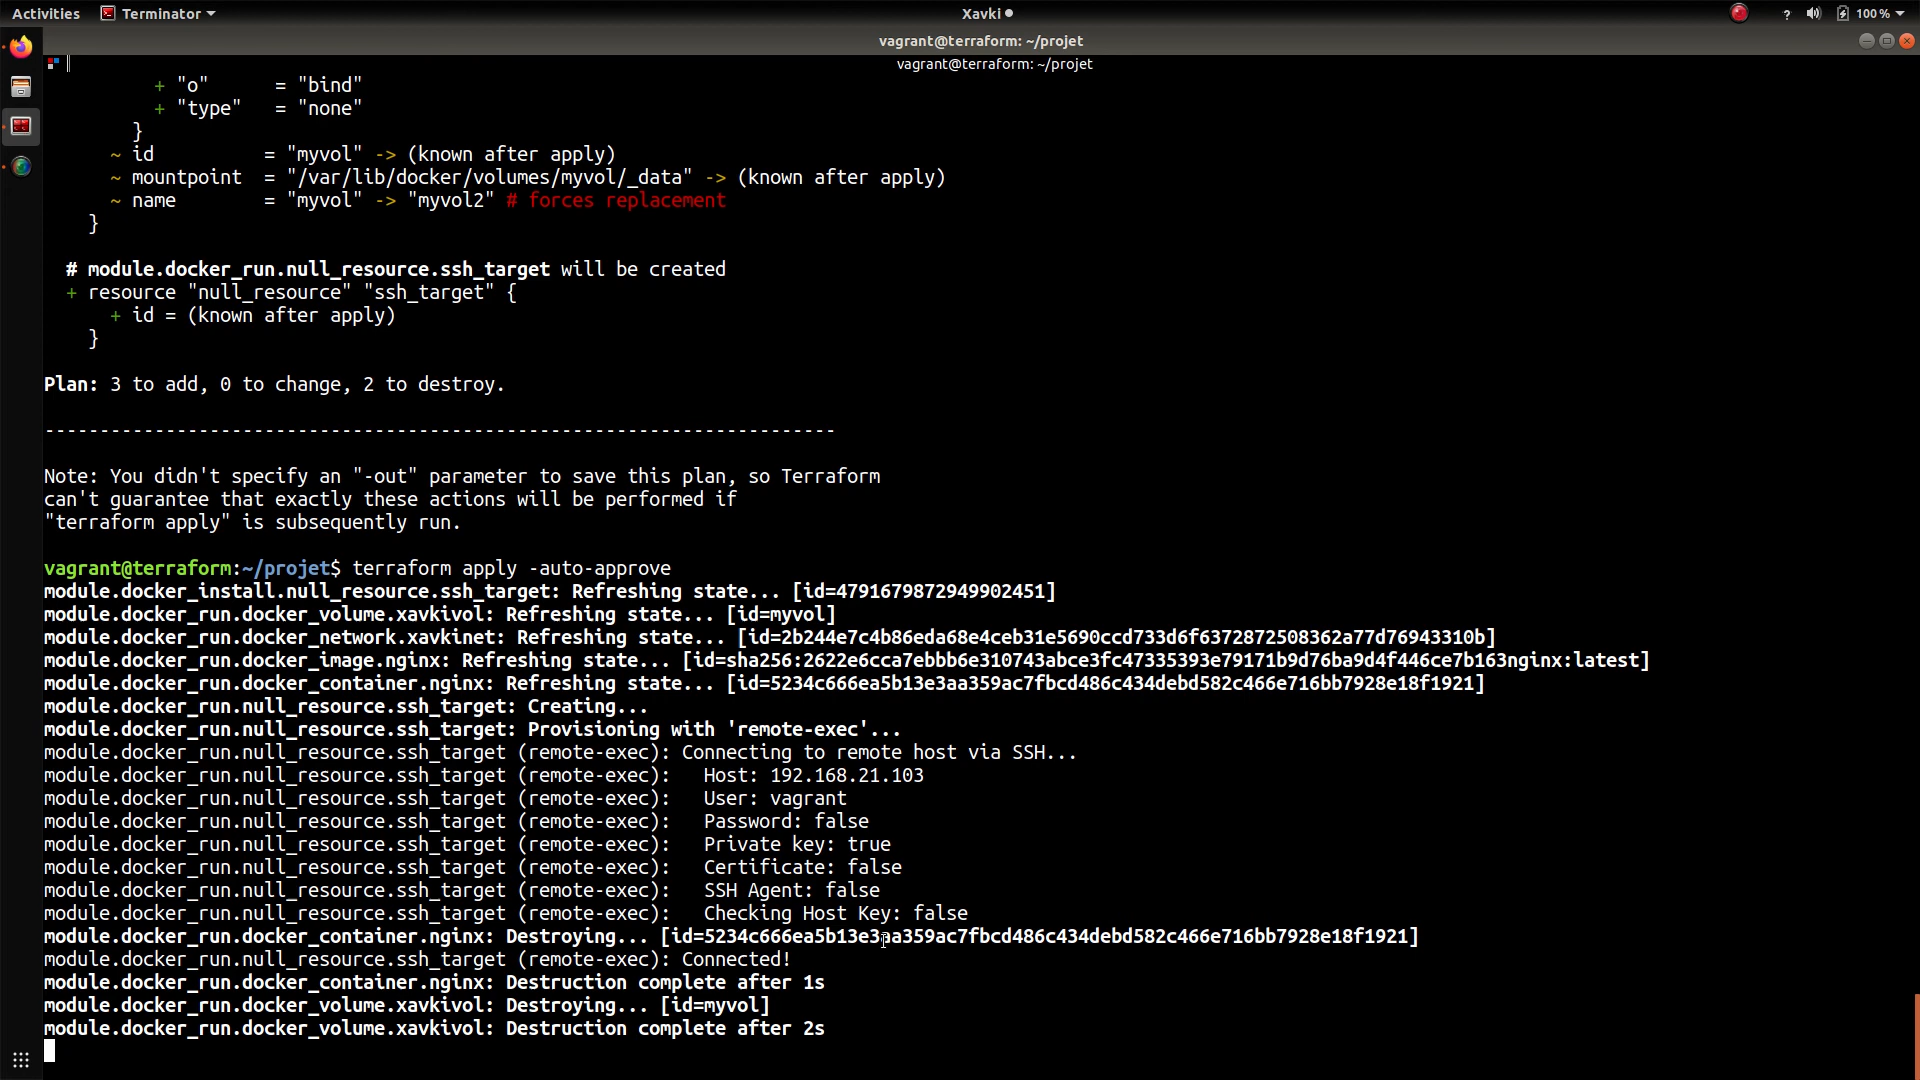 Activities Terminator Xavki ? 100 %
vagrant@terraform: ~/projet
vagrant@terraform: ~/projet
+ "o" = "bind"
+ "type" = "none"
}
~ id = "myvol" -> (known after apply)
~ mountpoint = "/var/lib/docker/volumes/myvol/_data" -> (known after apply)
~ name = "myvol" -> "myvol2" # forces replacement
}
# module.docker_run.null_resource.ssh_target will be created
+ resource "null_resource" "ssh_target" {
+ id = (known after apply)
}
Plan: 3 to add, 0 to change, 2 to destroy.
------------------------------------------------------------------------
Note: You didn't specify an "-out" parameter to save this plan, so Terraform
can't guarantee that exactly these actions will be performed if
"terraform apply" is subsequently run.
vagrant@terraform:~/projet$ terraform apply -auto-approve
module.docker_install.null_resource.ssh_target: Refreshing state... [id=4791679872949902451]
module.docker_run.docker_volume.xavkivol: Refreshing state... [id=myvol]
module.docker_run.docker_network.xavkinet: Refreshing state... [id=2b244e7c4b86eda68e4ceb31e5690ccd733d6f6372872508362a77d76943310b]
module.docker_run.docker_image.nginx: Refreshing state... [id=sha256:2622e6cca7ebbb6e310743abce3fc47335393e79171b9d76ba9d4f446ce7b163nginx:latest]
module.docker_run.docker_container.nginx: Refreshing state... [id=5234c666ea5b13e3aa359ac7fbcd486c434debd582c466e716bb7928e18f1921]
module.docker_run.null_resource.ssh_target: Creating...
module.docker_run.null_resource.ssh_target: Provisioning with 'remote-exec'...
module.docker_run.null_resource.ssh_target (remote-exec): Connecting to remote host via SSH...
module.docker_run.null_resource.ssh_target (remote-exec): Host: 192.168.21.103
module.docker_run.null_resource.ssh_target (remote-exec): User: vagrant
module.docker_run.null_resource.ssh_target (remote-exec): Password: false
module.docker_run.null_resource.ssh_target (remote-exec): Private key: true
module.docker_run.null_resource.ssh_target (remote-exec): Certificate: false
module.docker_run.null_resource.ssh_target (remote-exec): SSH Agent: false
module.docker_run.null_resource.ssh_target (remote-exec): Checking Host Key: false
module.docker_run.docker_container.nginx: Destroying... [id=5234c666ea5b13e3aa359ac7fbcd486c434debd582c466e716bb7928e18f1921]
module.docker_run.null_resource.ssh_target (remote-exec): Connected!
module.docker_run.docker_container.nginx: Destruction complete after 1s
module.docker_run.docker_volume.xavkivol: Destroying... [id=myvol]
module.docker_run.docker_volume.xavkivol: Destruction complete after 2s